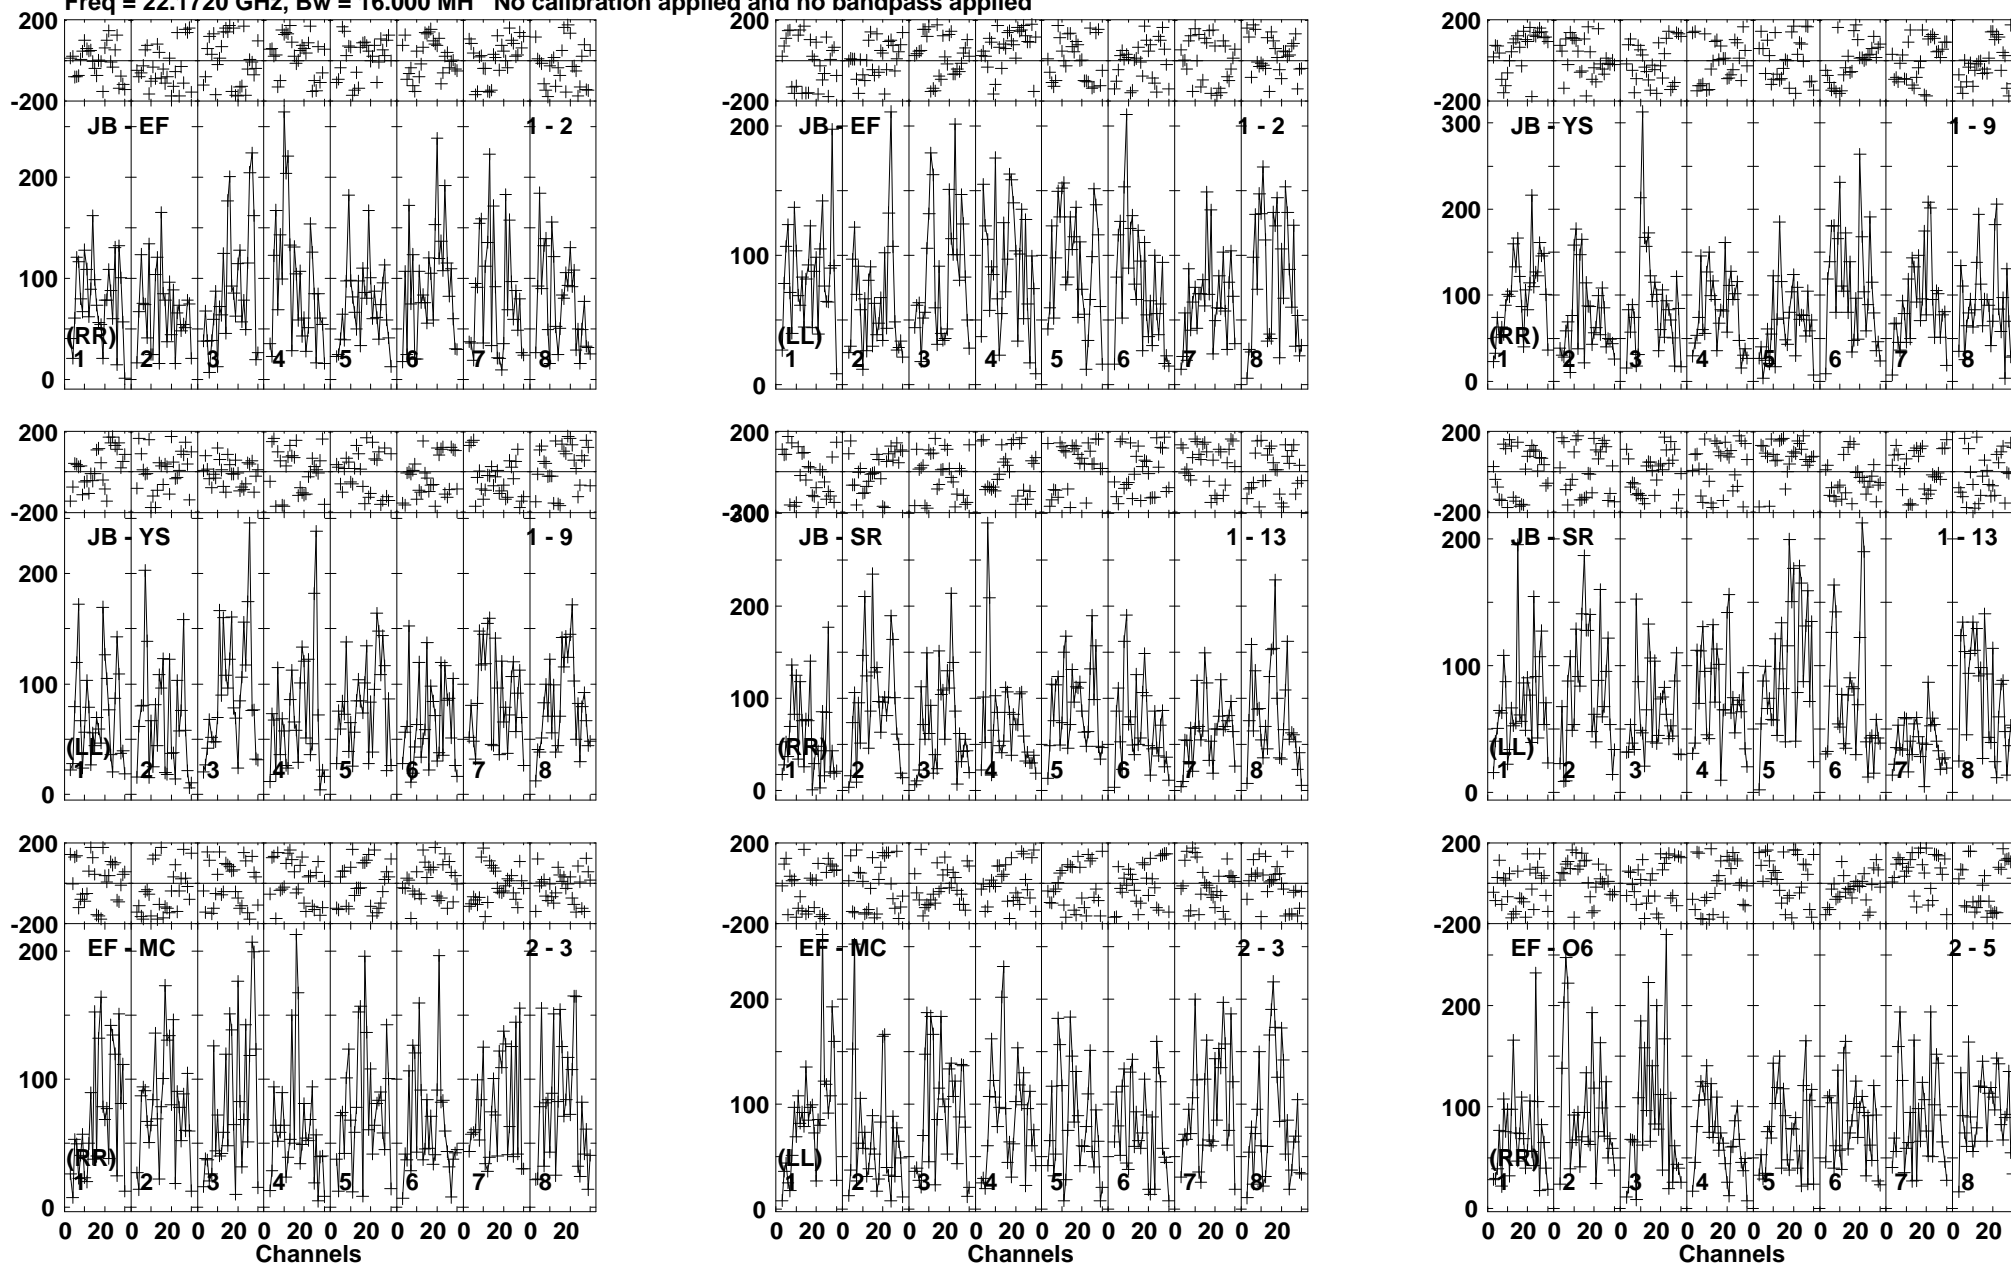 Freq = 22.1720 GHz, Bw = 16.000 MH No calibration applied and no bandpass applied
200 200 200
-200 -200 -200
JB - EF 1 - 2 JB - EF 1 - 2 JB - YS 1 - 9
200 100 0
(RR)
1 2 3 4 5 6 7 8
200 100 0
(LL)
1 2 3 4 5 6 7 8
300 200 100 0
(RR)
1 2 3 4 5 6 7 8
200 200 200
-200 -200 -200
JB - YS 1 - 9 JB - SR 1 - 13 JB - SR 1 - 13
200 100 0
(LL)
1 2 3 4 5 6 7 8
300 200 100 0
(RR)
1 2 3 4 5 6 7 8
200 100 0
(LL)
1 2 3 4 5 6 7 8
200 200 200
-200 -200 -200
EF - MC 2 - 3 EF - MC 2 - 3 EF - O6 2 - 5
200 100 0
(RR)
1 2 3 4 5 6 7 8
200 100 0
(LL)
1 2 3 4 5 6 7 8
200 100 0
(RR)
1 2 3 4 5 6 7 8
0 20 0 20 0 20 0 20 0 20 0 20 0 20 0 20
0 20 0 20 0 20 0 20 0 20 0 20 0 20 0 20
0 20 0 20 0 20 0 20 0 20 0 20 0 20 0 20
Channels Channels Channels